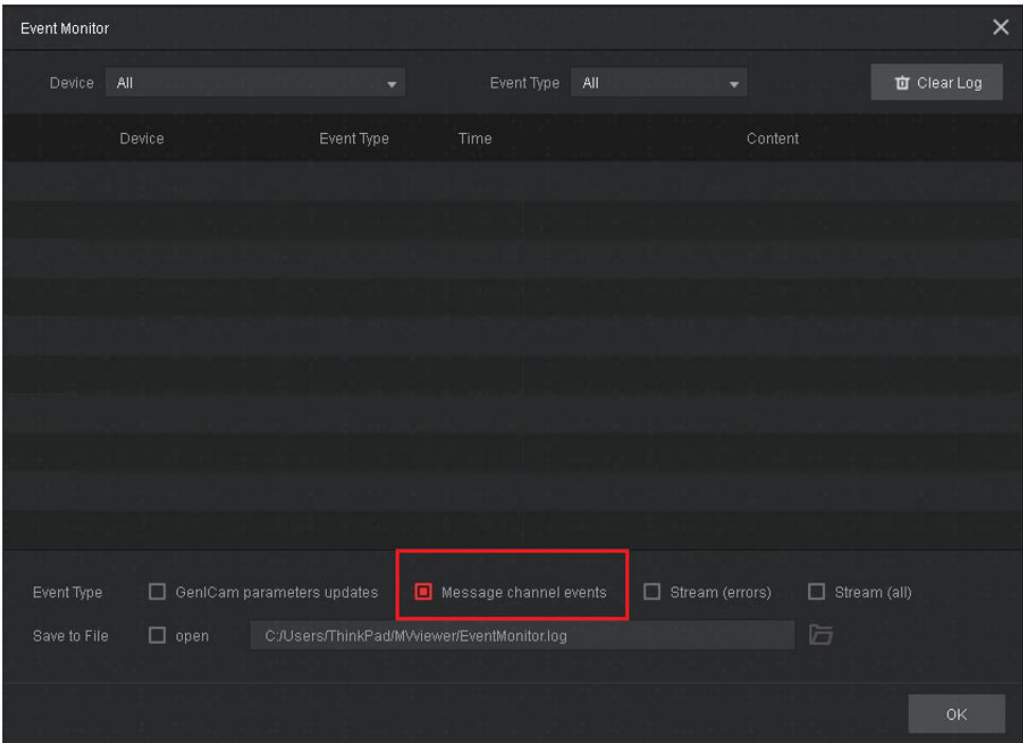 Event Monitor
Device All Event Type All Clear Log
Device Event Type Time Content
Event Type GenICam parameters updates Message channel events Stream (errors) Stream (all)
Save to File open C:/Users/ThinkPad/MVviewer/EventMonitor.log
OK